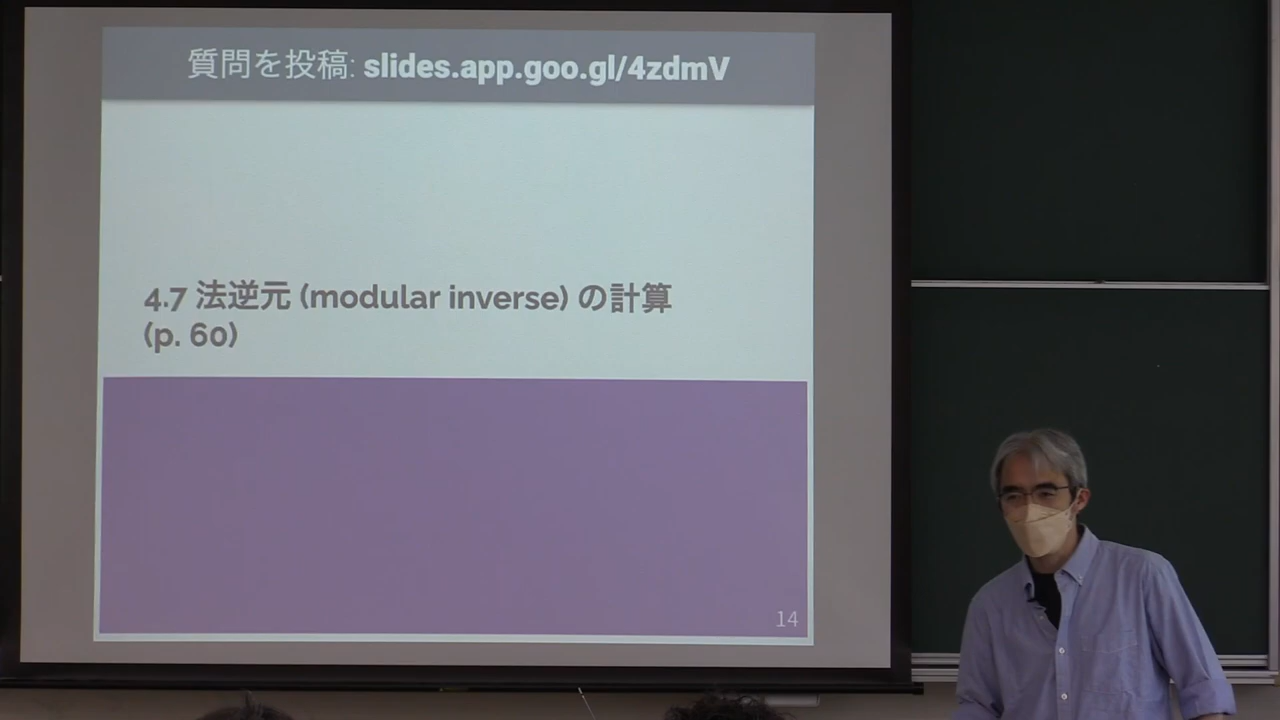 質問を投稿: slides.app.goo.gl/4zdmV
4.7 法逆元 (modular inverse) の計算
(p. 60)
14